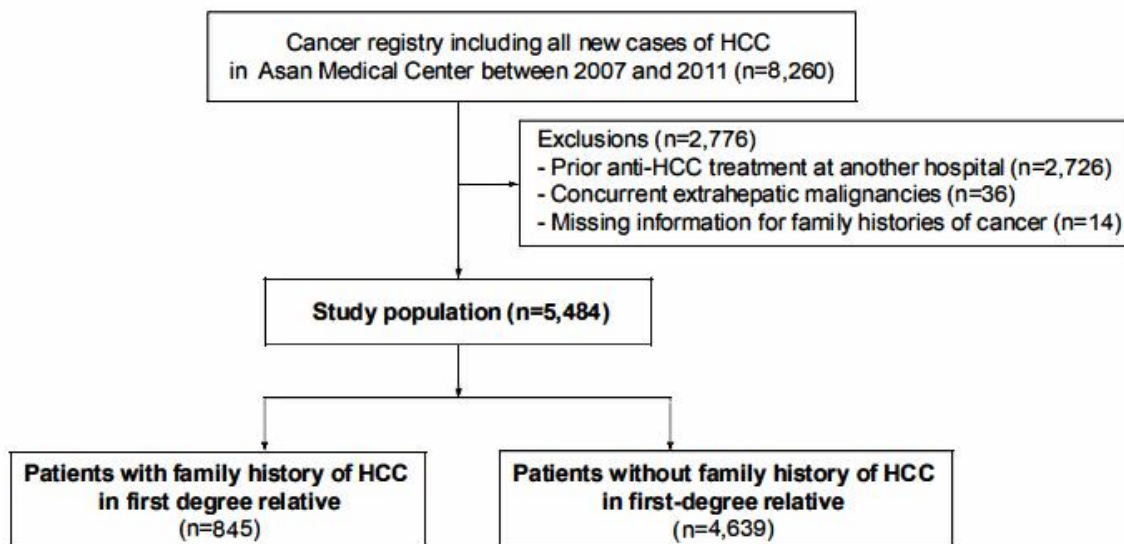 Cancer registry including all new cases of HCC
in Asan Medical Center between 2007 and 2011 (n=8,260)
Exclusions (n=2,776)
- Prior anti-HCC treatment at another hospital (n=2,726)
- Concurrent extrahepatic malignancies (n=36)
- Missing information for family histories of cancer (n=14)
Study population (n=5,484)
Patients with family history of HCC
in first degree relative
(n=845)
Patients without family history of HCC
in first-degree relative
(n=4,639)